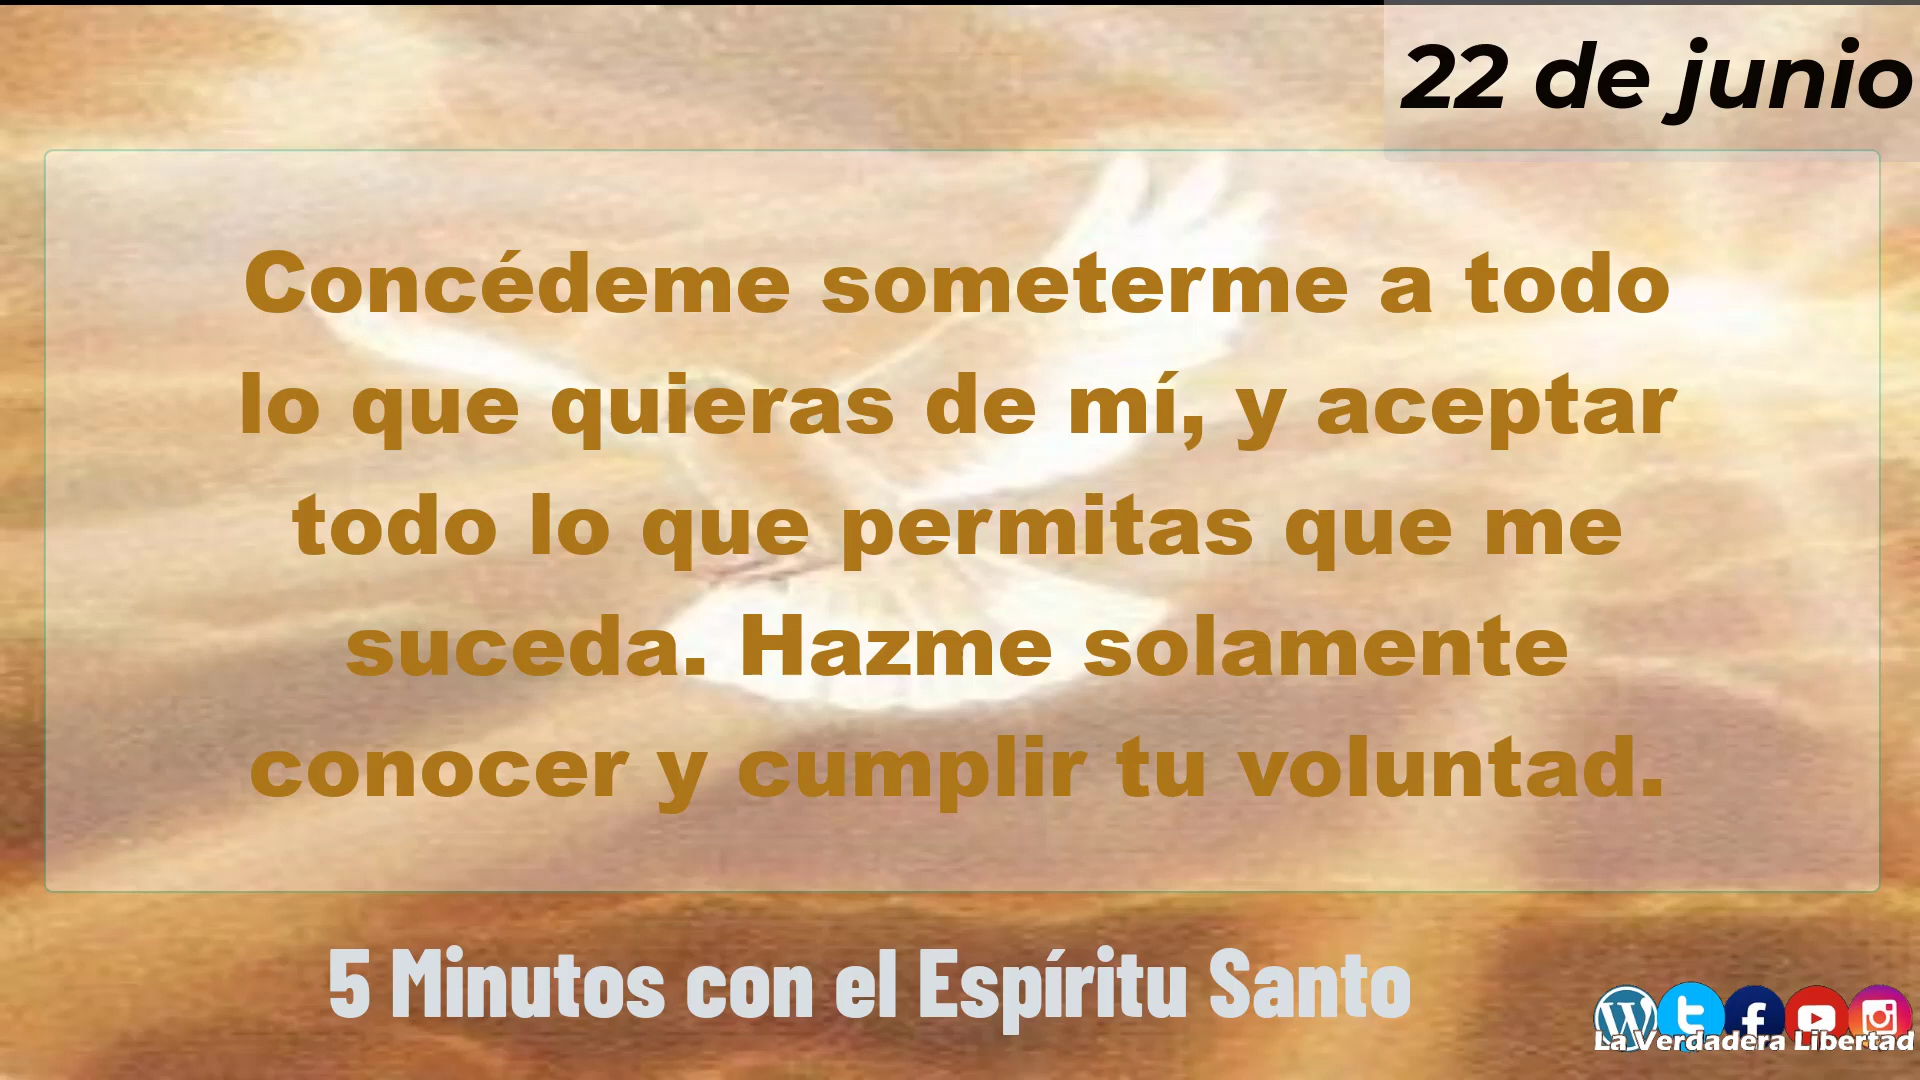 22 de junio
Concédeme someterme a todo
lo que quieras de mí, y aceptar
todo lo que permitas que me
suceda. Hazme solamente
conocer y cumplir tu voluntad.
5 Minutos con el Espíritu Santo
La Verdadera Libertad